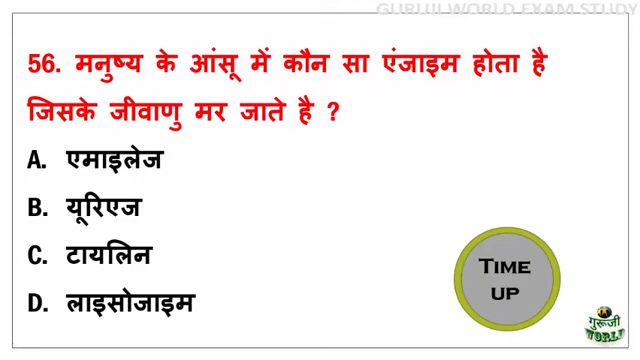 GURUJI WORLD EXAM STUDY
56. मनुष्य के आंसू में कौन सा एंजाइम होता है
जिसके जीवाणु मर जाते है ?
A. एमाइलेज
B. यूरिएज
C. टायलिन
D. लाइसोजाइम
TIME
UP
गुरूजी
WORLD